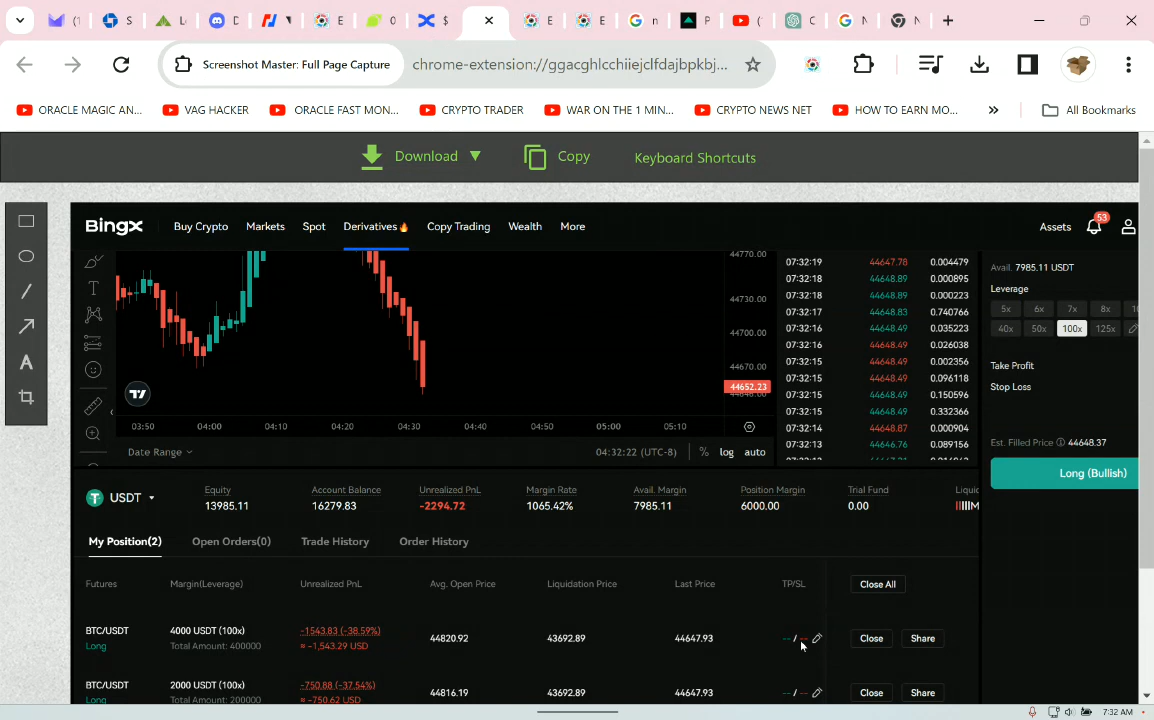 Screenshot Master: Full Page Capture
chrome-extension://ggacghlcchiiejclfdajbpkbj...
ORACLE MAGIC AN... VAG HACKER ORACLE FAST MON... CRYPTO TRADER WAR ON THE 1 MIN... CRYPTO NEWS NET HOW TO EARN MO... » All Bookmarks
Download ▼ Copy Keyboard Shortcuts
BingX Buy Crypto Markets Spot Derivatives🔥 Copy Trading Wealth More Assets 53
44770.00
44730.00
44700.00
44670.00
44652.23
03:50 04:00 04:10 04:20 04:30 04:40 04:50 05:00 05:10
Date Range 04:32:22 (UTC-8) % log auto
07:32:19 44647.78 0.004479
07:32:18 44648.89 0.000895
07:32:18 44648.89 0.000223
07:32:17 44648.83 0.740766
07:32:16 44648.49 0.035223
07:32:16 44648.49 0.026038
07:32:15 44648.49 0.002356
07:32:15 44648.49 0.096118
07:32:15 44648.49 0.150596
07:32:15 44648.49 0.332366
07:32:14 44648.87 0.000904
07:32:13 44646.76 0.089156
Avail. 7985.11 USDT
Leverage
5x 6x 7x 8x
40x 50x 100x 125x
Take Profit
Stop Loss
Est. Filled Price 44648.37
Long (Bullish)
USDT
Equity Account Balance Unrealized PnL Margin Rate Avail. Margin Position Margin Trial Fund
13985.11 16279.83 -2294.72 1065.42% 7985.11 6000.00 0.00
My Position(2) Open Orders(0) Trade History Order History
Futures Margin(Leverage) Unrealized PnL Avg. Open Price Liquidation Price Last Price TP/SL Close All
BTC/USDT 4000 USDT (100x) -1543.83 (-38.59%) 44820.92 43692.89 44647.93 -- / -- Close Share
Long Total Amount: 400000 ≈ -1,543.29 USD
BTC/USDT 2000 USDT (100x) -750.88 (-37.54%) 44816.19 43692.89 44647.93 -- / -- Close Share
Long Total Amount: 200000 ≈ -750.62 USD
7:32 AM